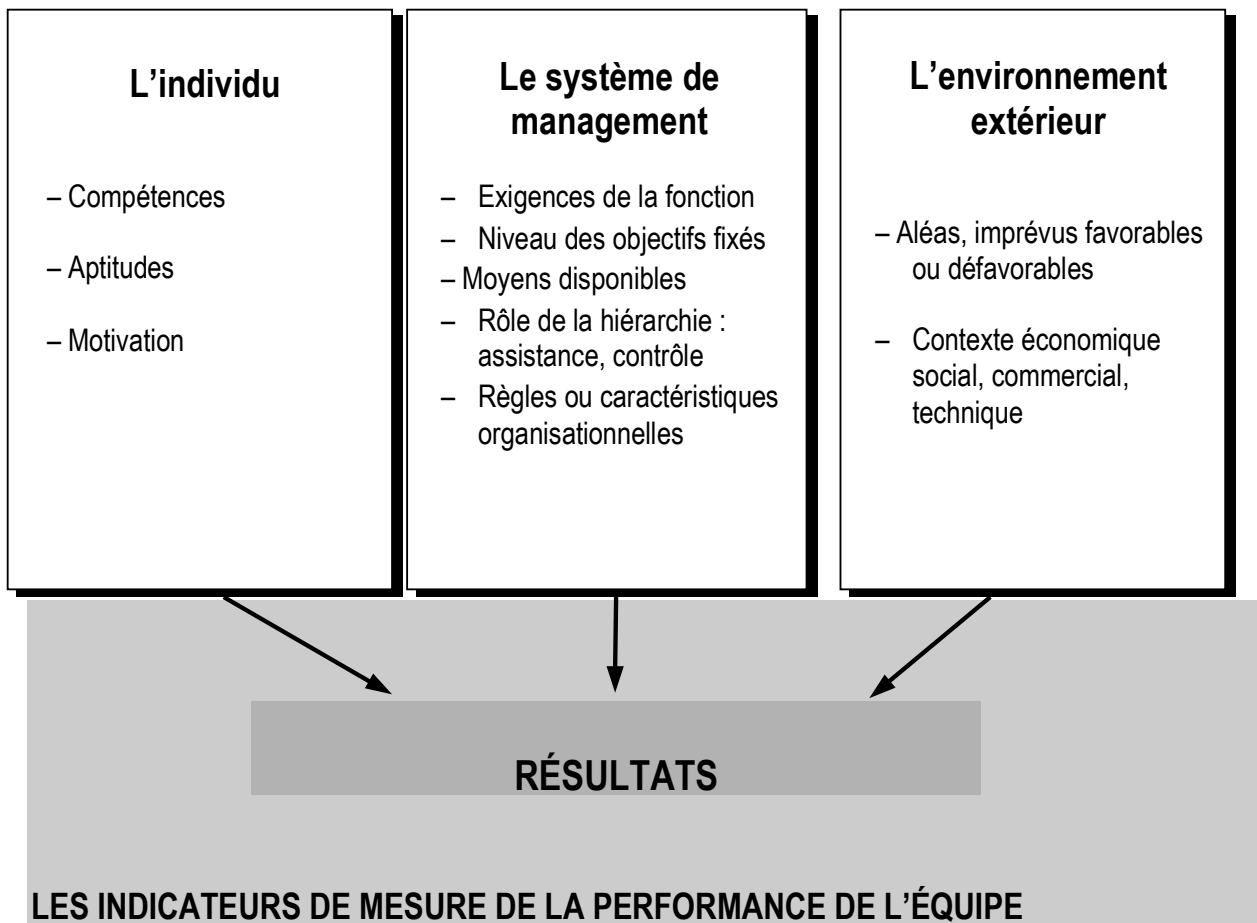 L’individu
– Compétences
– Aptitudes
– Motivation
Le système de
management
– Exigences de la fonction
– Niveau des objectifs fixés
– Moyens disponibles
– Rôle de la hiérarchie :
assistance, contrôle
– Règles ou caractéristiques
organisationnelles
L’environnement
extérieur
– Aléas, imprévus favorables
ou défavorables
– Contexte économique
social, commercial,
technique
RÉSULTATS
LES INDICATEURS DE MESURE DE LA PERFORMANCE DE L’ÉQUIPE